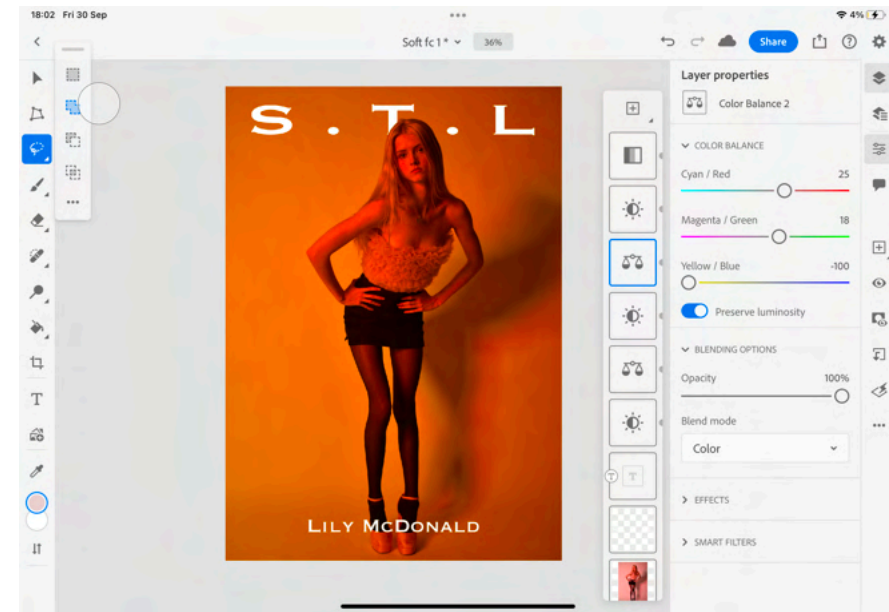 18:02 Fri 30 Sep
4%
Soft fc1*
36%
Share
S . T . L
LILY MCDONALD
T
T
T
Layer properties
Color Balance 2
COLOR BALANCE
Cyan / Red 25
Magenta / Green 18
Yellow / Blue -100
Preserve luminosity
BLENDING OPTIONS
Opacity 100%
Blend mode
Color
EFFECTS
SMART FILTERS